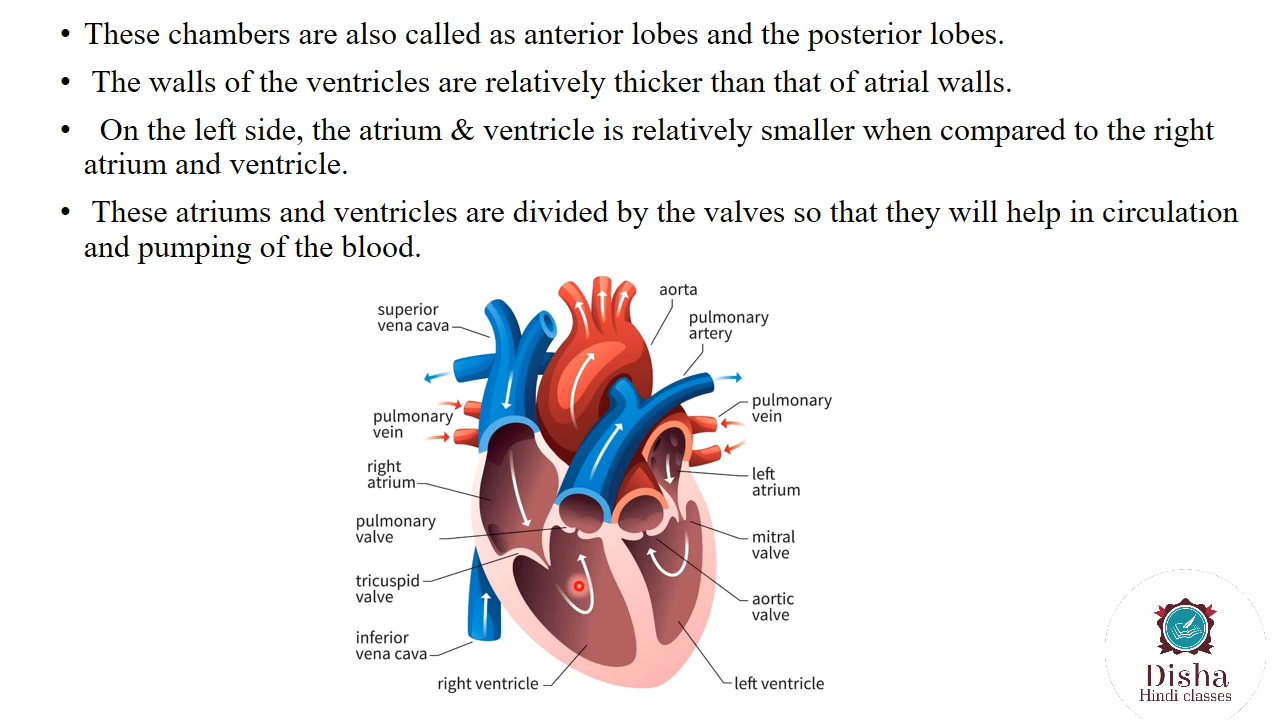 • These chambers are also called as anterior lobes and the posterior lobes.
• The walls of the ventricles are relatively thicker than that of atrial walls.
• On the left side, the atrium & ventricle is relatively smaller when compared to the right
atrium and ventricle.
• These atriums and ventricles are divided by the valves so that they will help in circulation
and pumping of the blood.
superior
vena cava
pulmonary
vein
right
atrium
pulmonary
valve
tricuspid
valve
inferior
vena cava
right ventricle
aorta
pulmonary
artery
pulmonary
vein
left
atrium
mitral
valve
aortic
valve
left ventricle
Disha
Hindi classes